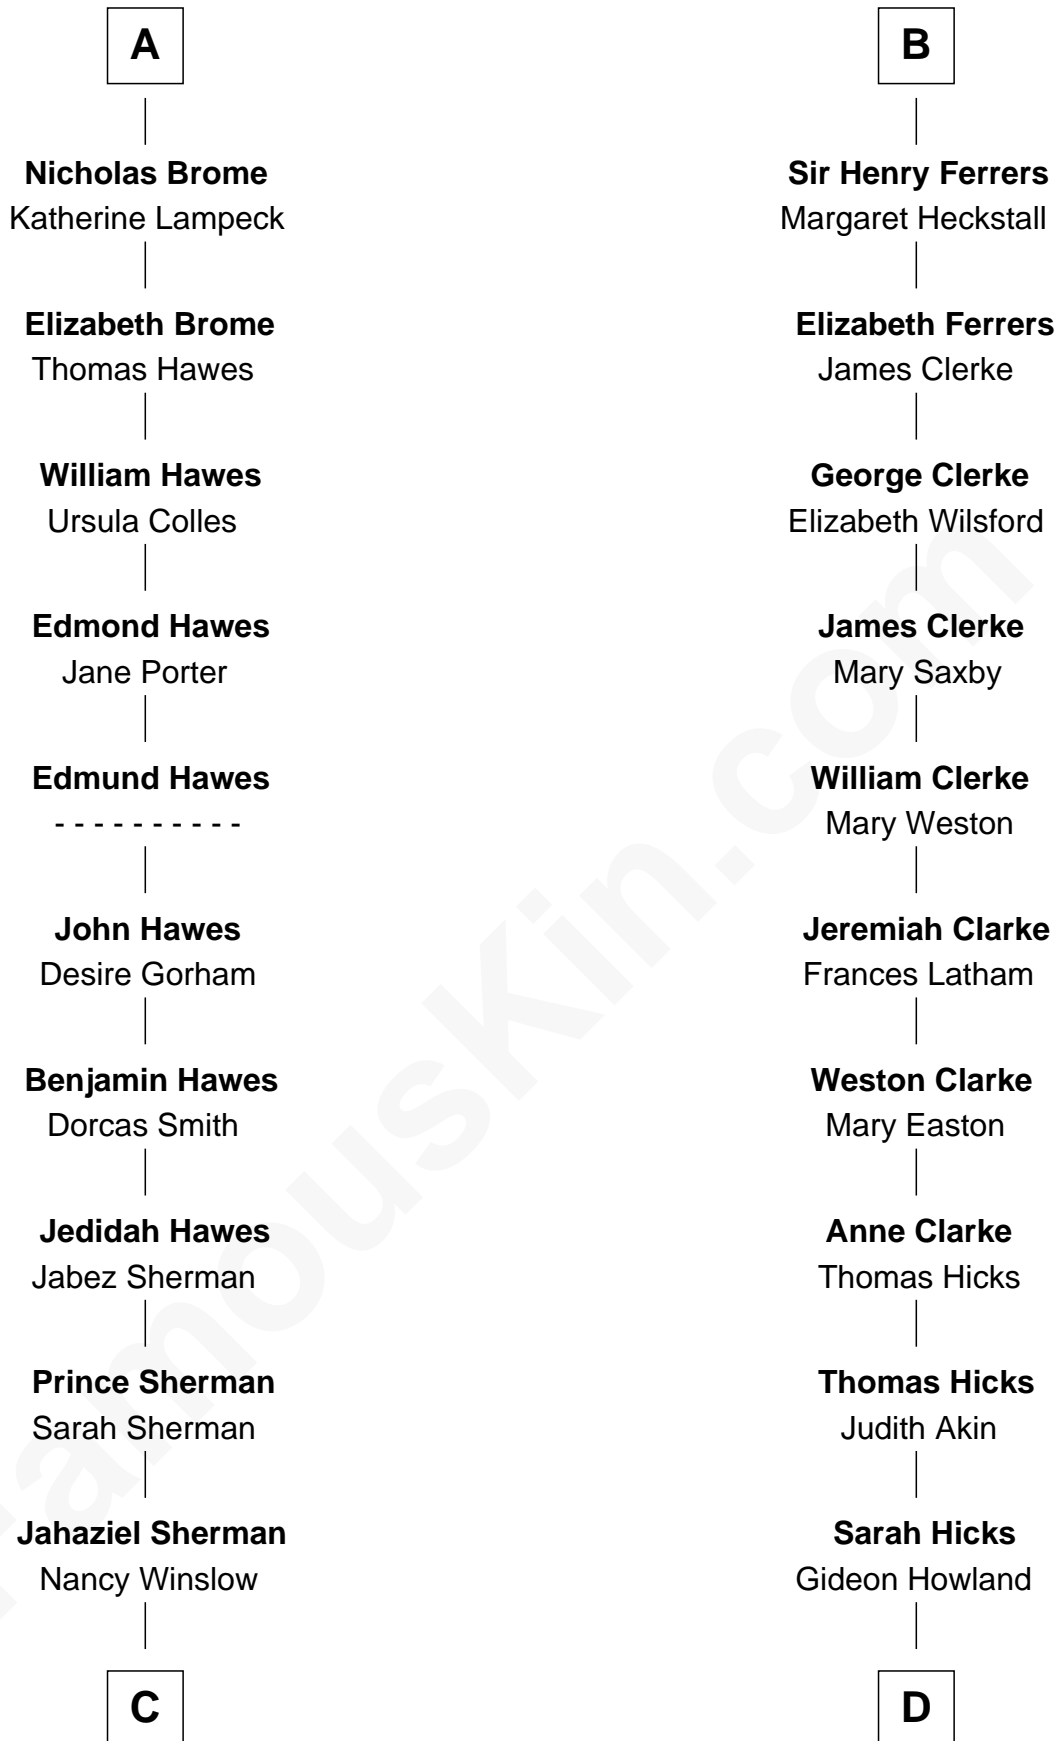 A
Nicholas Brome
Katherine Lampeck
Elizabeth Brome
Thomas Hawes
William Hawes
Ursula Colles
Edmond Hawes
Jane Porter
Edmund Hawes
- - - - - - - - - -
John Hawes
Desire Gorham
Benjamin Hawes
Dorcas Smith
Jedidah Hawes
Jabez Sherman
Prince Sherman
Sarah Sherman
Jahaziel Sherman
Nancy Winslow
C
B
Sir Henry Ferrers
Margaret Heckstall
Elizabeth Ferrers
James Clerke
George Clerke
Elizabeth Wilsford
James Clerke
Mary Saxby
William Clerke
Mary Weston
Jeremiah Clarke
Frances Latham
Weston Clarke
Mary Easton
Anne Clarke
Thomas Hicks
Thomas Hicks
Judith Akin
Sarah Hicks
Gideon Howland
D
FamousKin.com